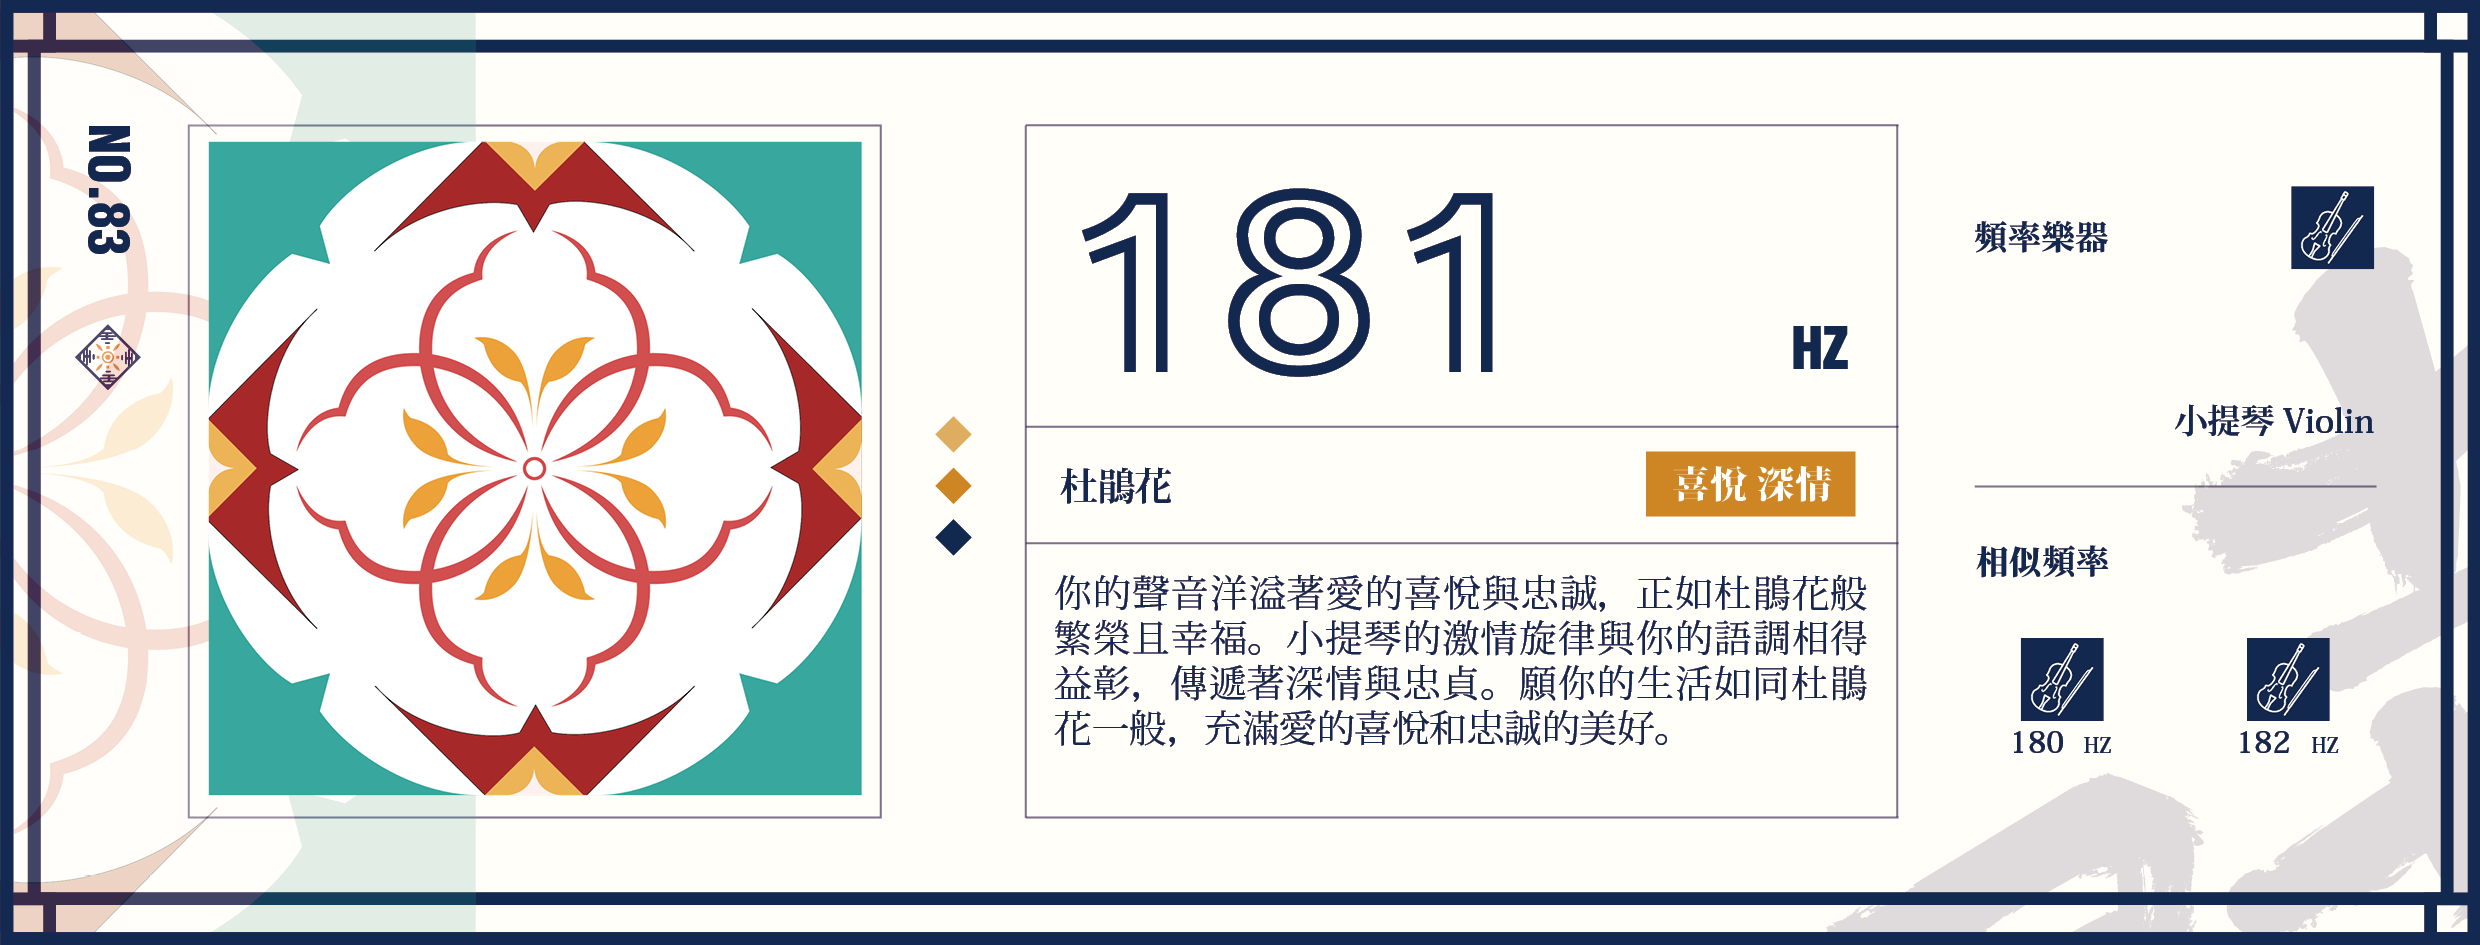 NO.83
181
HZ
杜鵑花
喜悅 深情
你的聲音洋溢著愛的喜悅與忠誠，正如杜鵑花般
繁榮且幸福。小提琴的激情旋律與你的語調相得
益彰，傳遞著深情與忠貞。願你的生活如同杜鵑
花一般，充滿愛的喜悅和忠誠的美好。
頻率樂器
小提琴 Violin
相似頻率
180 HZ
182 HZ